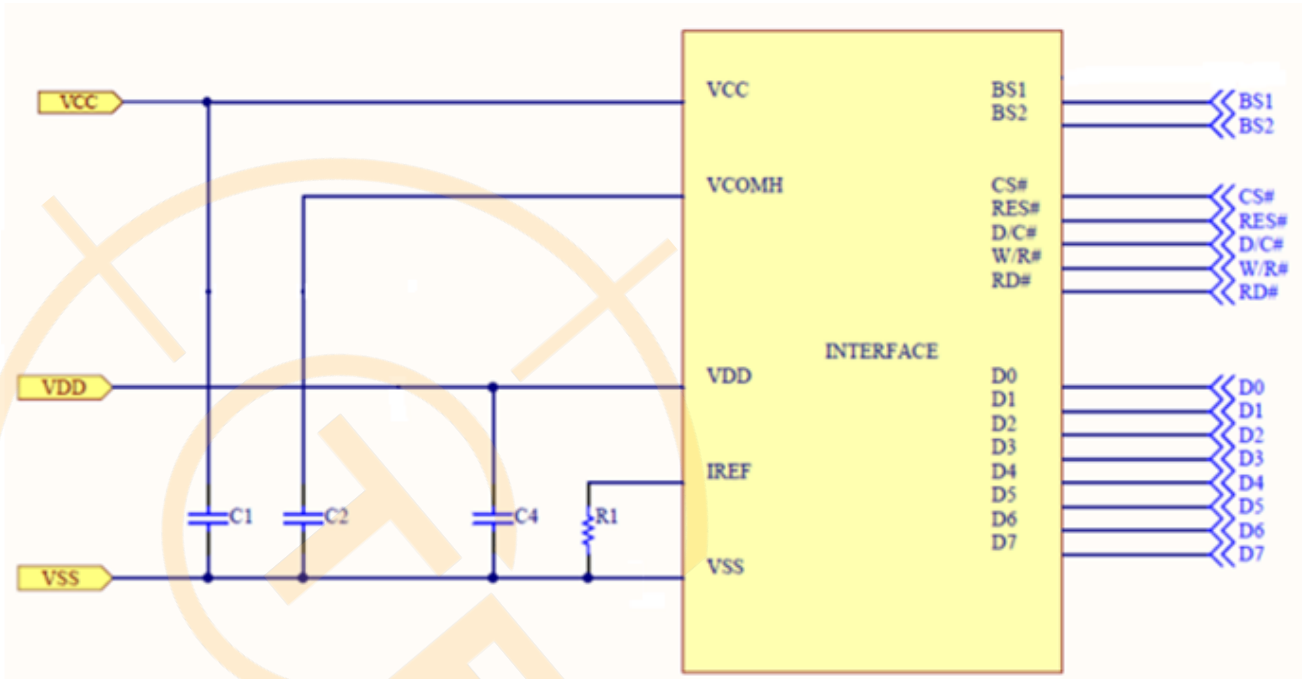 VCC
VDD
VSS
C1
C2
C4
R1
VCC
VCOMH
VDD
IREF
VSS
INTERFACE
BS1
BS2
CS#
RES#
D/C#
W/R#
RD#
D0
D1
D2
D3
D4
D5
D6
D7
BS1
BS2
CS#
RES#
D/C#
W/R#
RD#
D0
D1
D2
D3
D4
D5
D6
D7